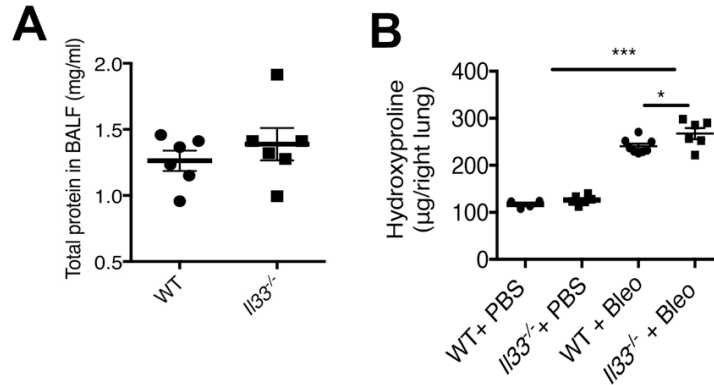 A
Total protein in BALF (mg/ml)
2.0
1.5
1.0
0.5
WT
Il33-/-
B
Hydroxyproline
(µg/right lung)
400
300
200
100
0
***
*
WT+ PBS
Il33-/- + PBS
WT + Bleo
Il33-/- + Bleo